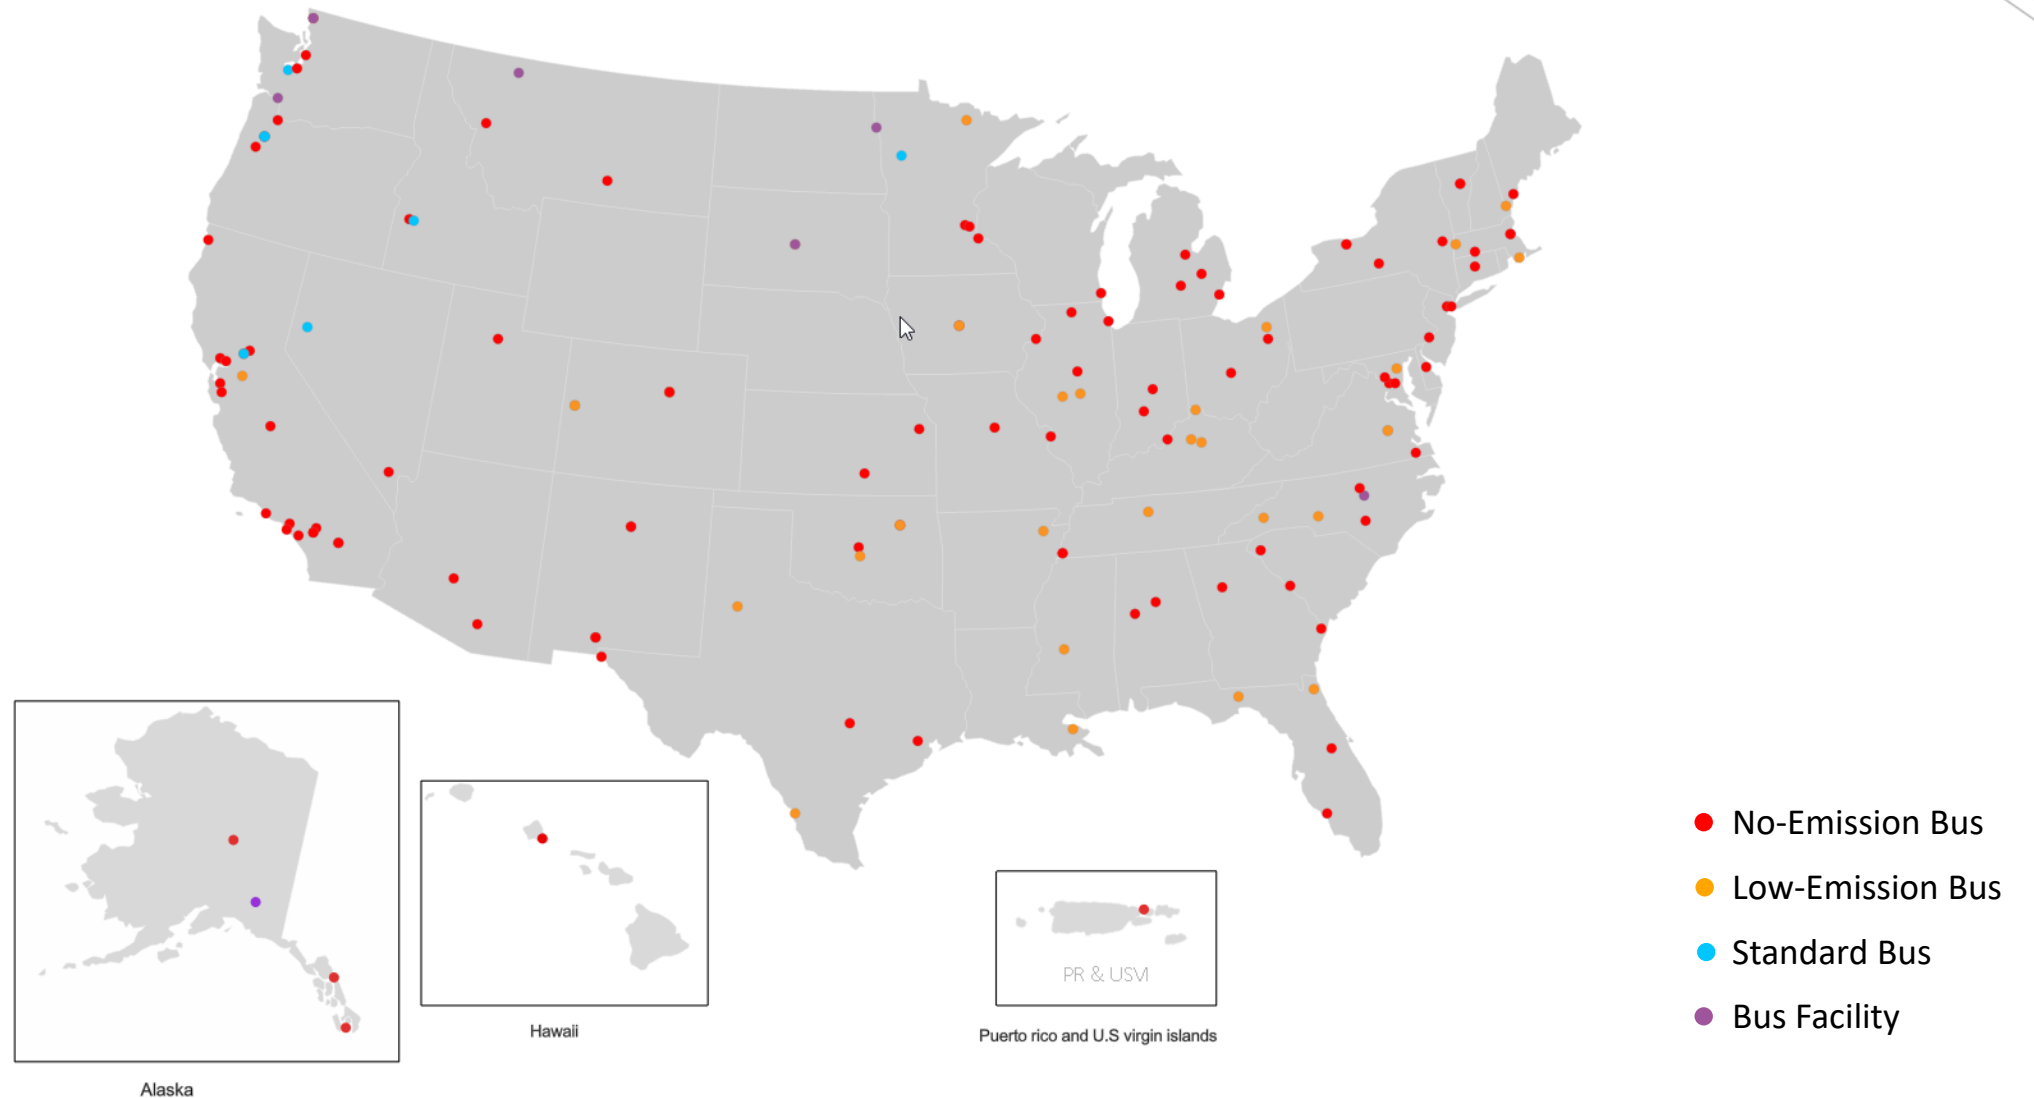 No-Emission Bus
Low-Emission Bus
Standard Bus
Bus Facility
PR & USVI
Hawaii
Puerto rico and U.S virgin islands
Alaska